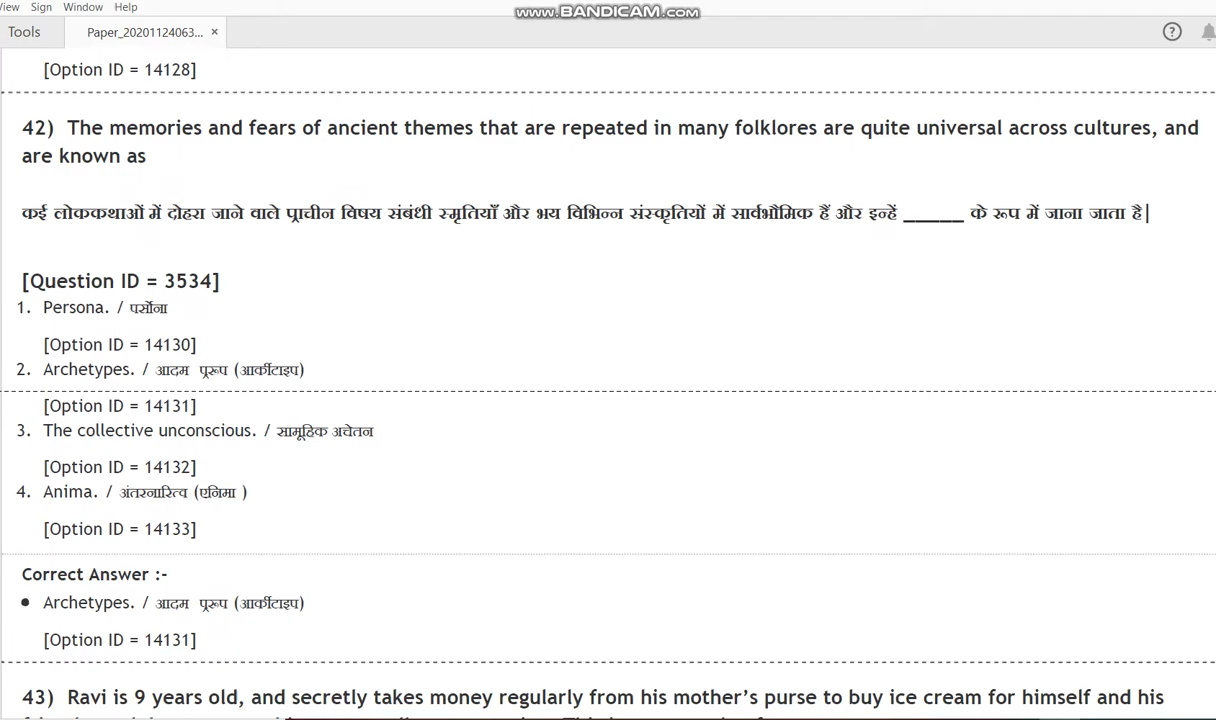 View Sign Window Help
www.BANDICAM.com
Tools Paper_20201124063... × ?
[Option ID = 14128]
42) The memories and fears of ancient themes that are repeated in many folklores are quite universal across cultures, and
are known as
कई लोककथाओं में दोहरा जाने वाले प्राचीन विषय संबंधी स्मृतियाँ और भय विभिन्न संस्कृतियों में सार्वभौमिक हैं और इन्हें ______ के रूप में जाना जाता है|
[Question ID = 3534]
1. Persona. / पर्सोना
[Option ID = 14130]
2. Archetypes. / आदम प्ररूप (आर्कीटाइप)
[Option ID = 14131]
3. The collective unconscious. / सामूहिक अचेतन
[Option ID = 14132]
4. Anima. / अंतरनारित्व (एनिमा )
[Option ID = 14133]
Correct Answer :-
• Archetypes. / आदम प्ररूप (आर्कीटाइप)
[Option ID = 14131]
43) Ravi is 9 years old, and secretly takes money regularly from his mother's purse to buy ice cream for himself and his